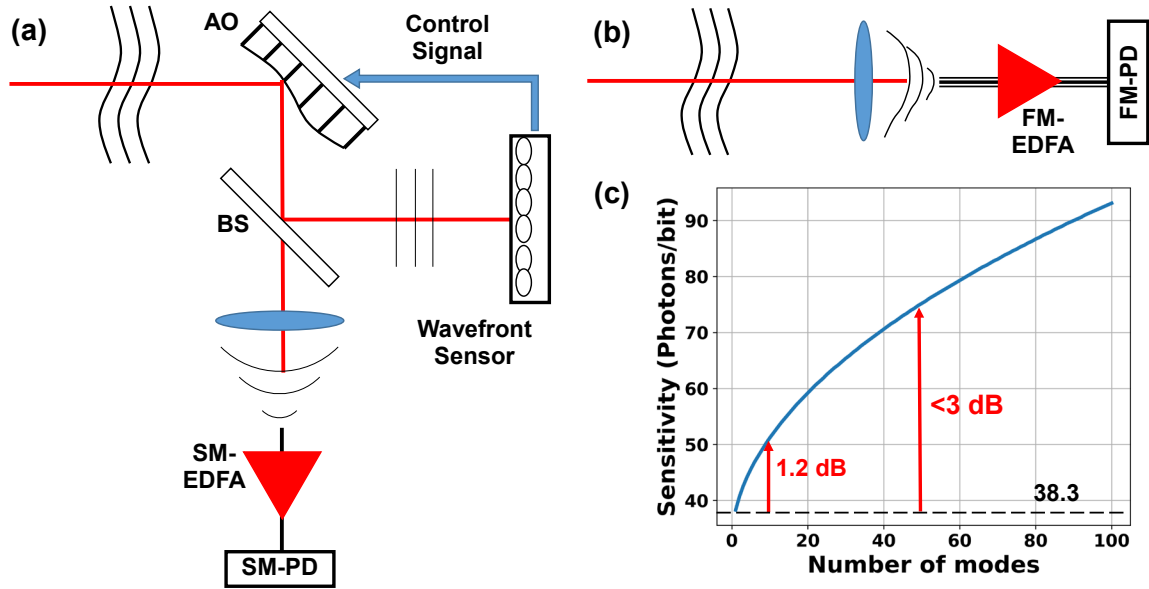 (a)
AO
Control
Signal
BS
Wavefront
Sensor
SM-
EDFA
SM-PD
(b)
FM-
EDFA
FM-PD
(c)
Sensitivity (Photons/bit)
90
80
70
60
50
40
<3 dB
1.2 dB
38.3
0 20 40 60 80 100
Number of modes